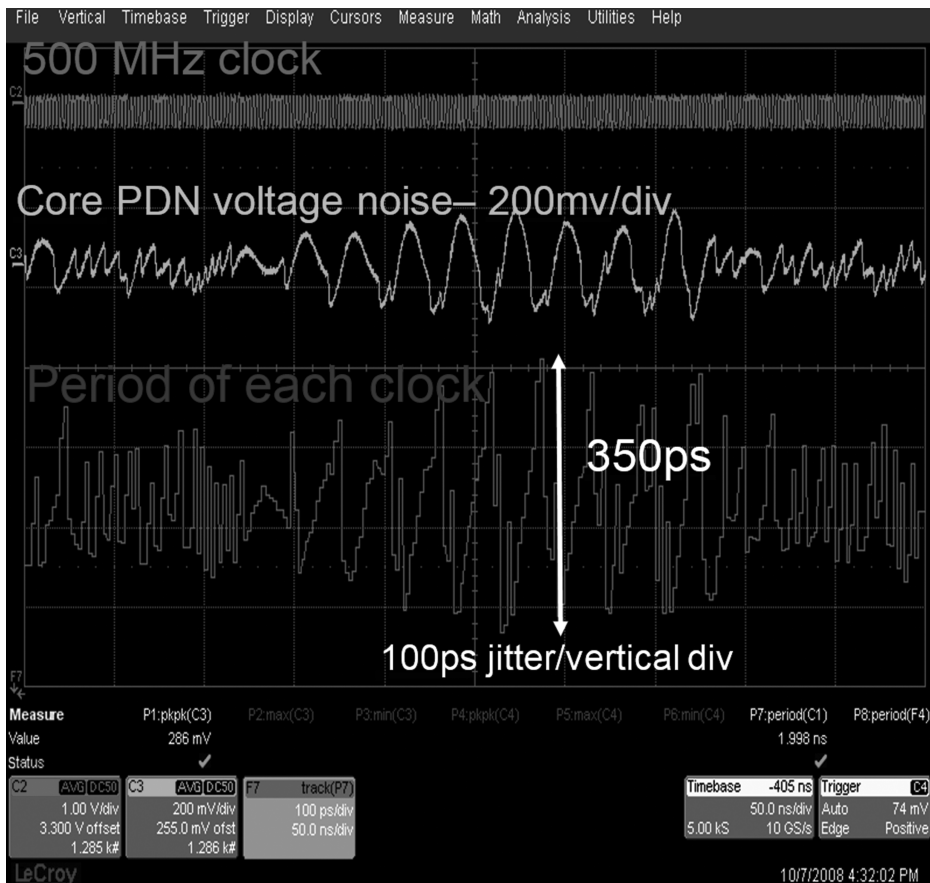 File Vertical Timebase Trigger Display Cursors Measure Math Analysis Utilities Help
500 MHz clock
C2
Core PDN voltage noise– 200mv/div
C3
Period of each clock
350ps
100ps jitter/vertical div
F7
Measure P1:pkpk(C3) P2:max(C3) P3:min(C3) P4:pkpk(C4) P5:max(C4) P6:min(C4) P7:period(C1) P8:period(F4)
Value 286 mV 1.998 ns
Status
C2 AVG DC50 C3 AVG DC50 F7 track(P7) Timebase -405 ns Trigger C4
1.00 V/div 200 mV/div 100 ps/div 50.0 ns/div Auto 74 mV
3.300 V offset 255.0 mV ofst 50.0 ns/div 5.00 kS 10 GS/s Edge Positive
1.285 k# 1.286 k#
LeCroy 10/7/2008 4:32:02 PM